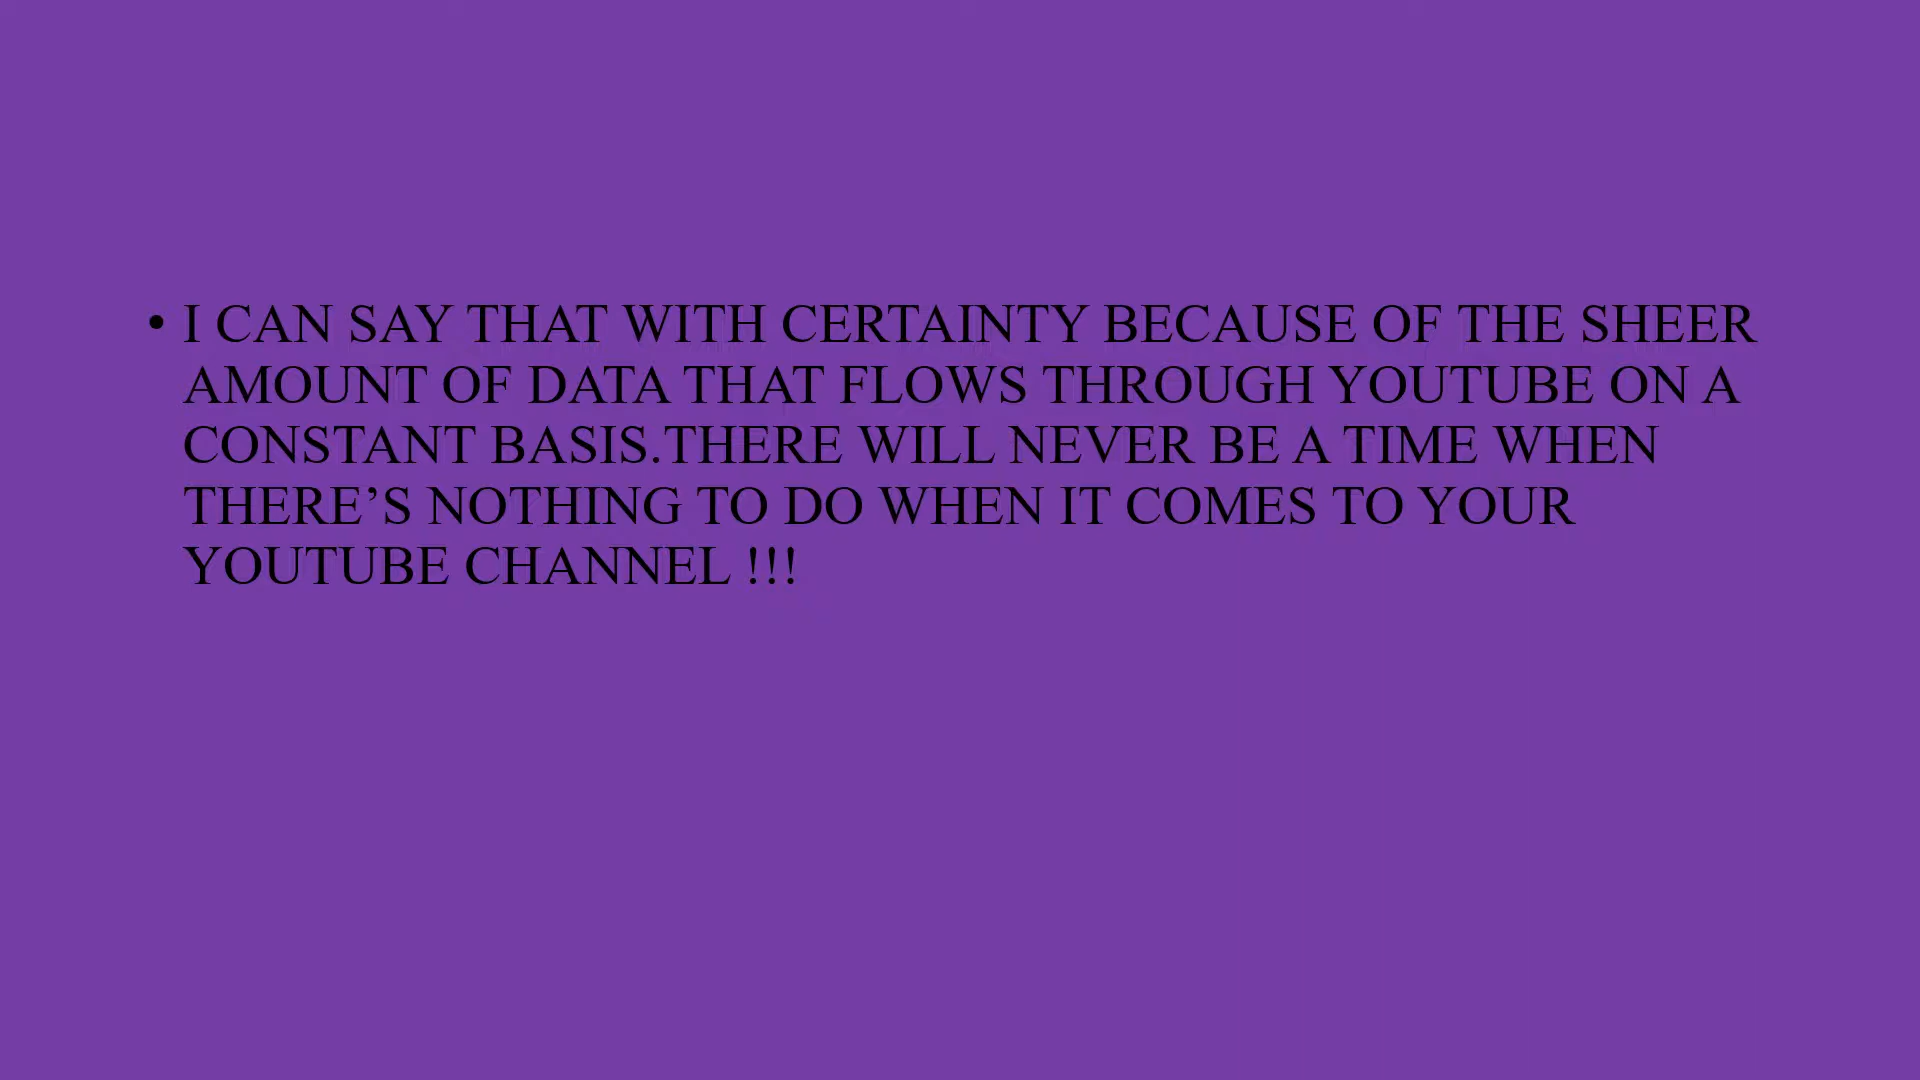 • I CAN SAY THAT WITH CERTAINTY BECAUSE OF THE SHEER
AMOUNT OF DATA THAT FLOWS THROUGH YOUTUBE ON A
CONSTANT BASIS.THERE WILL NEVER BE A TIME WHEN
THERE’S NOTHING TO DO WHEN IT COMES TO YOUR
YOUTUBE CHANNEL !!!